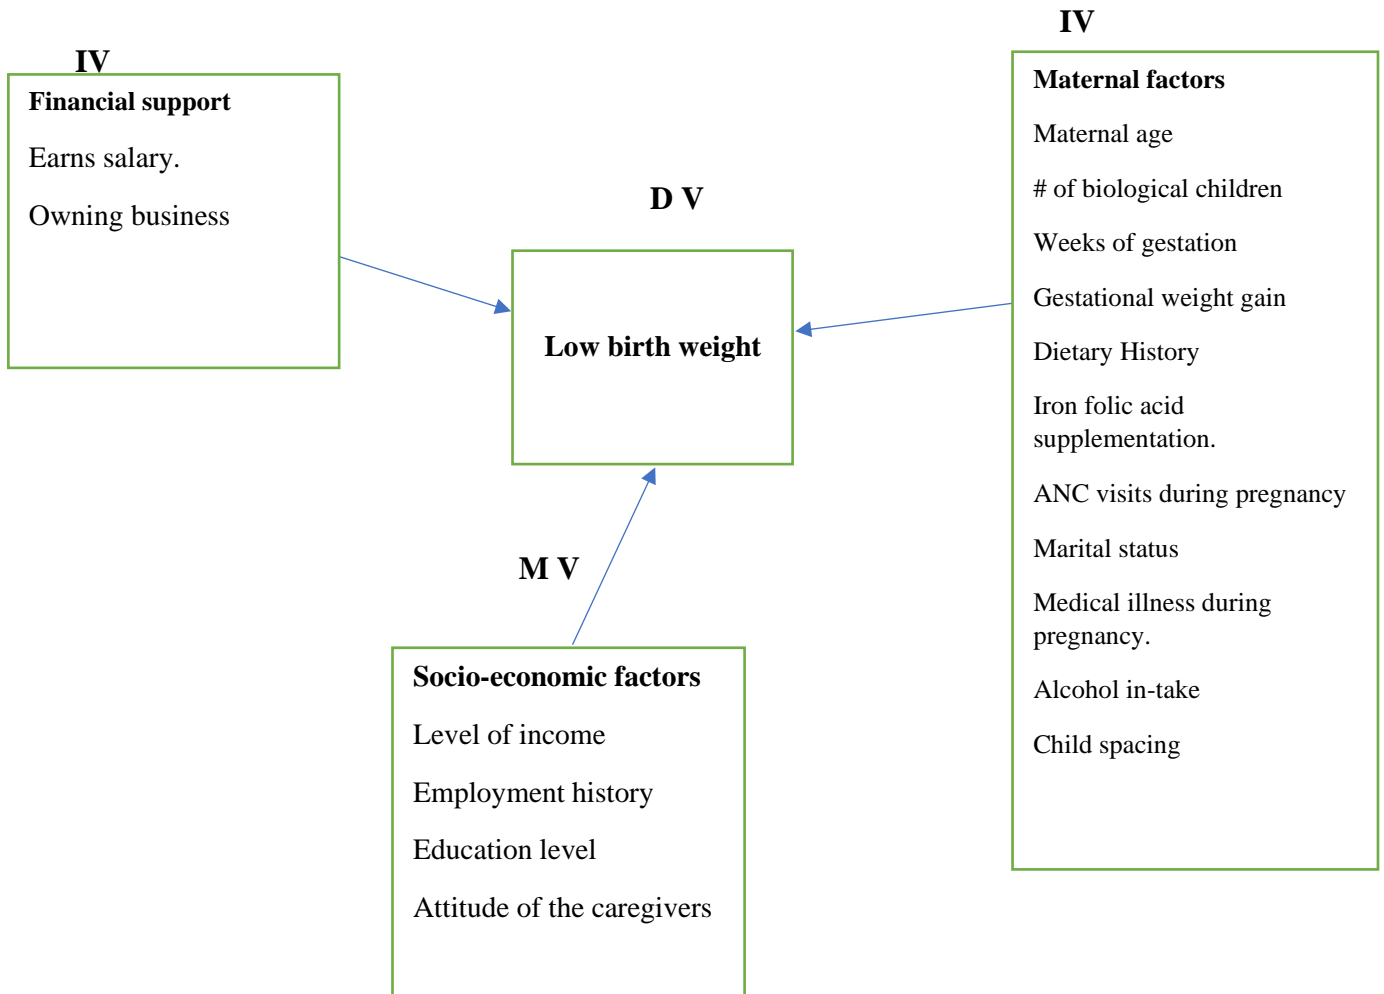 IV
Financial support
Earns salary.
Owning business
D V
Low birth weight
IV
Maternal factors
Maternal age
# of biological children
Weeks of gestation
Gestational weight gain
Dietary History
Iron folic acid
supplementation.
ANC visits during pregnancy
Marital status
Medical illness during
pregnancy.
Alcohol in-take
Child spacing
M V
Socio-economic factors
Level of income
Employment history
Education level
Attitude of the caregivers